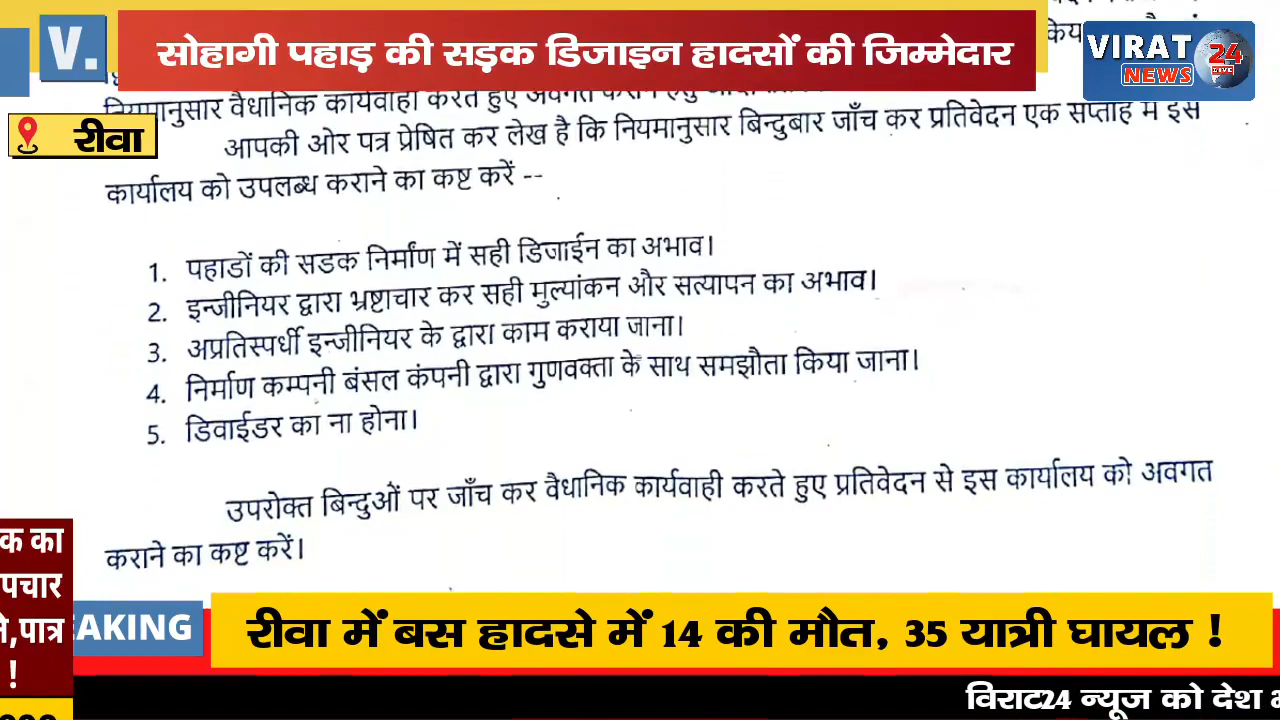 V.
सोहागी पहाड़ की सड़क डिजाइन हादसों की जिम्मेदार
VIRAT 24
NEWS LIVE
रीवा
नियमानुसार वैधानिक कार्यवाही करते हुए अवगत
आपकी ओर पत्र प्रेषित कर लेख है कि नियमानुसार बिन्दुबार जाँच कर प्रतिवेदन एक सप्ताह में इस
कार्यालय को उपलब्ध कराने का कष्ट करें --
1. पहाडों की सडक निर्मांण में सही डिजाईन का अभाव।
2. इन्जीनियर द्वारा भ्रष्टाचार कर सही मुल्यांकन और सत्यापन का अभाव।
3. अप्रतिस्पर्धी इन्जीनियर के द्वारा काम कराया जाना।
4. निर्माण कम्पनी बंसल कंपनी द्वारा गुणवक्ता के साथ समझौता किया जाना।
5. डिवाईडर का ना होना।
उपरोक्त बिन्दुओं पर जाँच कर वैधानिक कार्यवाही करते हुए प्रतिवेदन से इस कार्यालय को अवगत
कराने का कष्ट करें।
क का
पचार
,पात्र
!
AKING
रीवा में बस हादसे में 14 की मौत, 35 यात्री घायल !
विराट24 न्यूज को देश